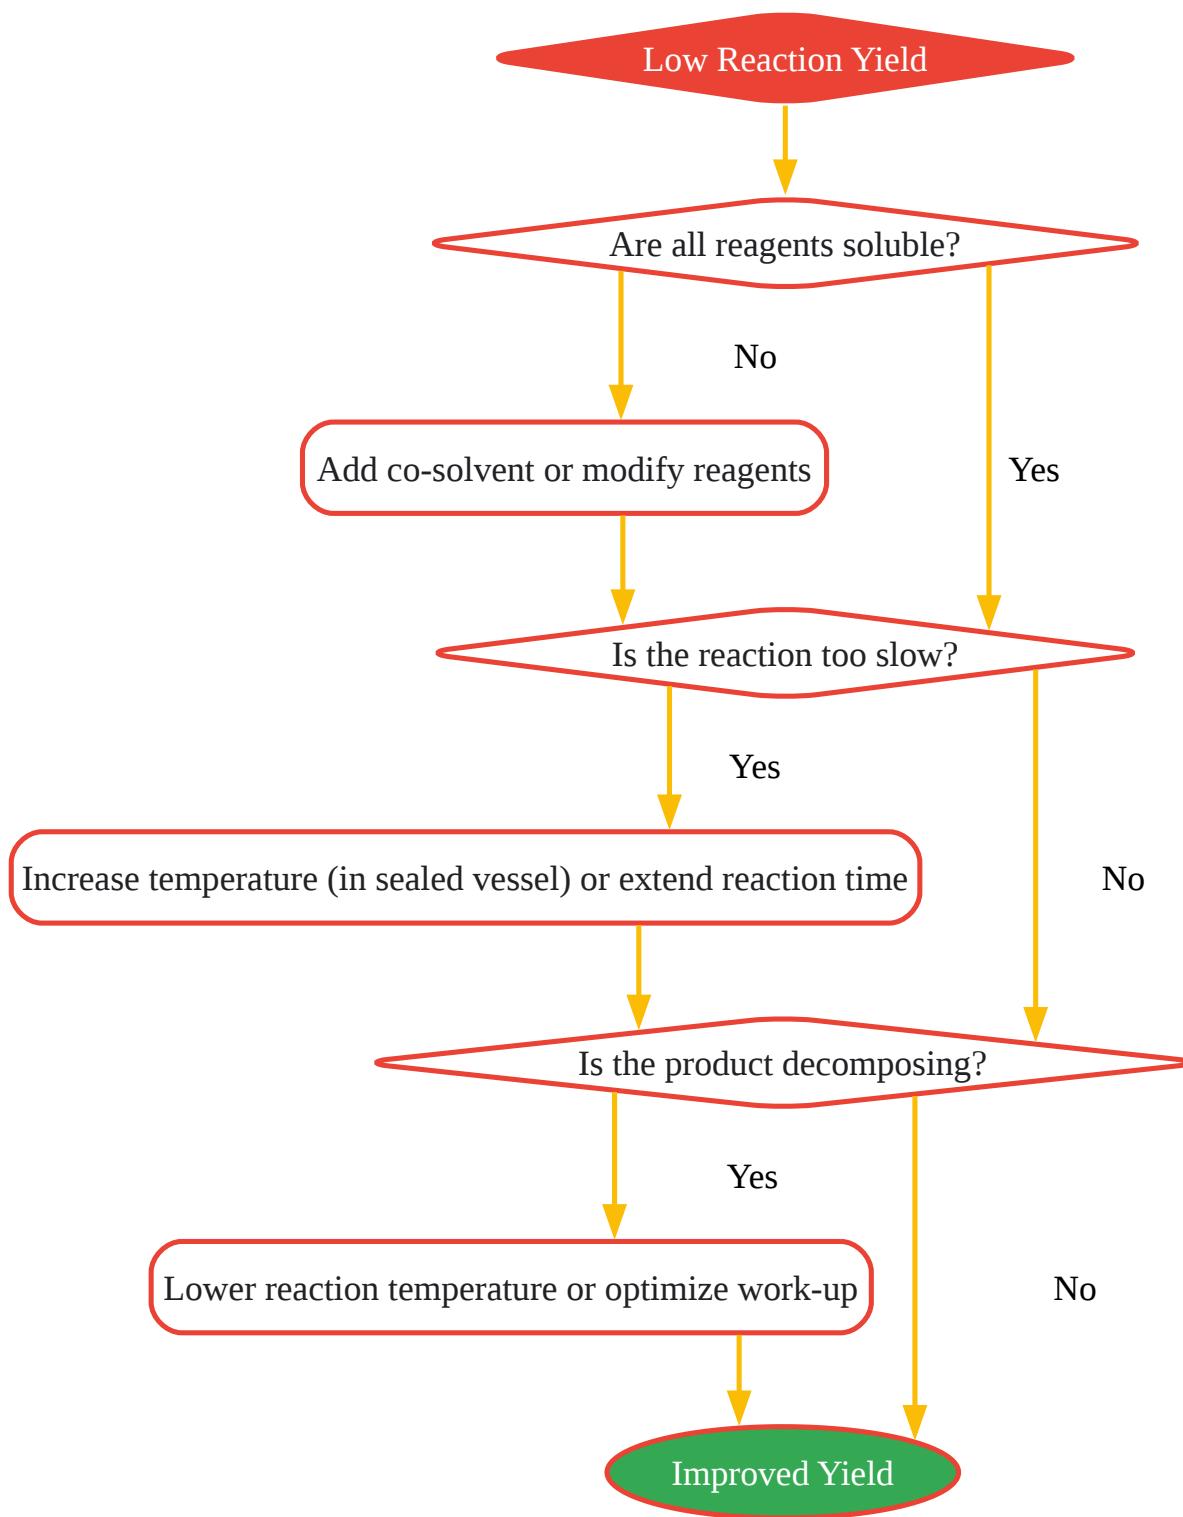 Low Reaction Yield
Are all reagents soluble?
No
Add co-solvent or modify reagents
Yes
Is the reaction too slow?
Yes
Increase temperature (in sealed vessel) or extend reaction time
No
Is the product decomposing?
Yes
Lower reaction temperature or optimize work-up
No
Improved Yield